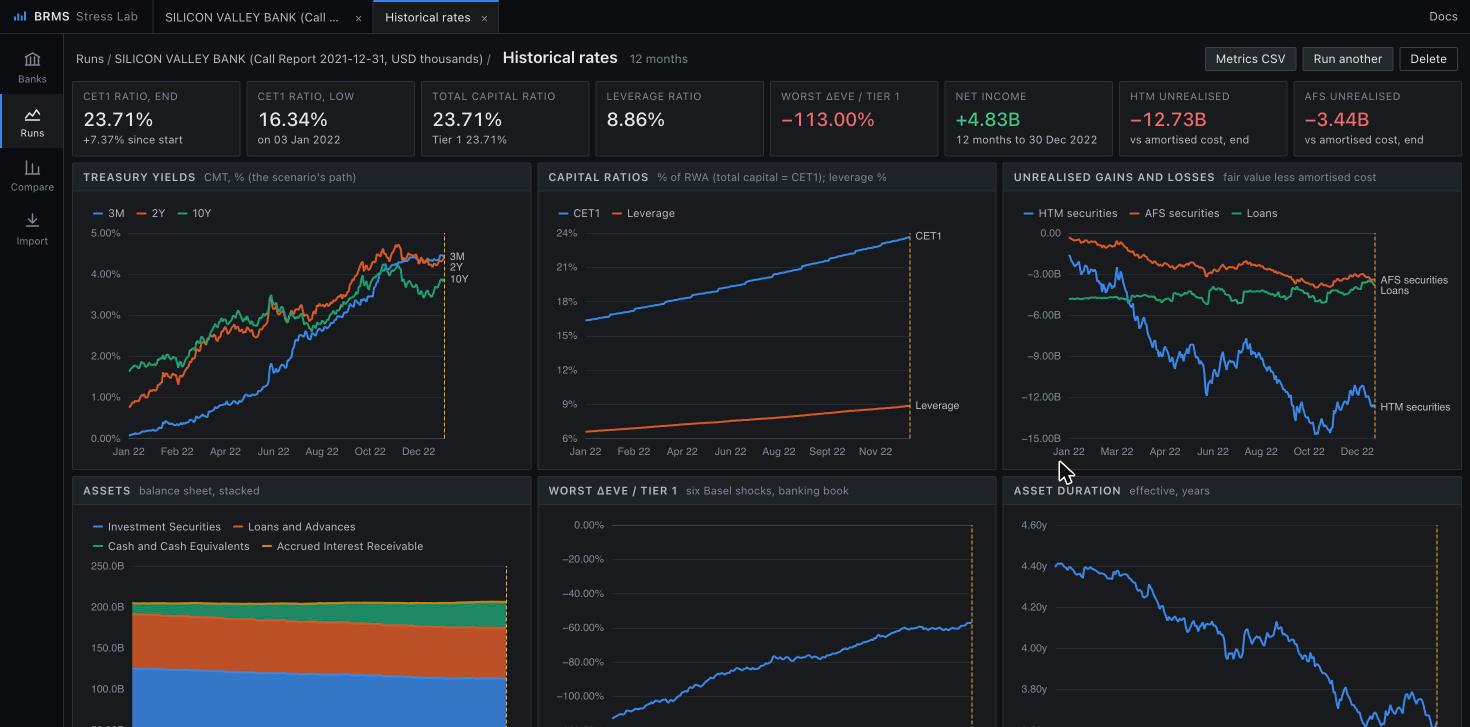 BRMS Stress Lab
SILICON VALLEY BANK (Call ... ×
Historical rates ×
Docs
Banks
Runs
Compare
Import
Runs / SILICON VALLEY BANK (Call Report 2021-12-31, USD thousands) / Historical rates 12 months
Metrics CSV
Run another
Delete
CET1 RATIO, END
23.71%
+7.37% since start
CET1 RATIO, LOW
16.34%
on 03 Jan 2022
TOTAL CAPITAL RATIO
23.71%
Tier 1 23.71%
LEVERAGE RATIO
8.86%
WORST ΔEVE / TIER 1
−113.00%
NET INCOME
+4.83B
12 months to 30 Dec 2022
HTM UNREALISED
−12.73B
vs amortised cost, end
AFS UNREALISED
−3.44B
vs amortised cost, end
TREASURY YIELDS CMT, % (the scenario's path)
3M 2Y 10Y
5.00%
4.00%
3.00%
2.00%
1.00%
0.00%
3M
2Y
10Y
Jan 22 Feb 22 Apr 22 Jun 22 Aug 22 Oct 22 Dec 22
CAPITAL RATIOS % of RWA (total capital = CET1); leverage %
CET1 Leverage
24%
21%
18%
15%
12%
9%
6%
CET1
Leverage
Jan 22 Feb 22 Apr 22 Jun 22 Aug 22 Sept 22 Nov 22
UNREALISED GAINS AND LOSSES fair value less amortised cost
HTM securities AFS securities Loans
0.00
−3.00B
−6.00B
−9.00B
−12.00B
−15.00B
AFS securities
Loans
HTM securities
Jan 22 Mar 22 Apr 22 Jun 22 Aug 22 Oct 22 Dec 22
ASSETS balance sheet, stacked
Investment Securities Loans and Advances
Cash and Cash Equivalents Accrued Interest Receivable
250.0B
200.0B
150.0B
100.0B
WORST ΔEVE / TIER 1 six Basel shocks, banking book
0.00%
−20.00%
−40.00%
−60.00%
−80.00%
−100.00%
ASSET DURATION effective, years
4.60y
4.40y
4.20y
4.00y
3.80y